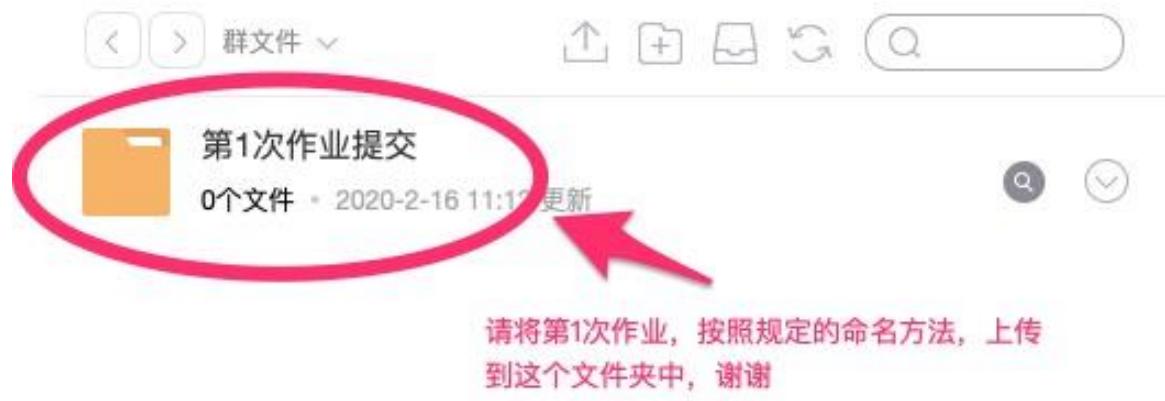 群文件
第1次作业提交
0个文件 • 2020-2-16 11:1 更新
请将第1次作业，按照规定的命名方法，上传
到这个文件夹中，谢谢